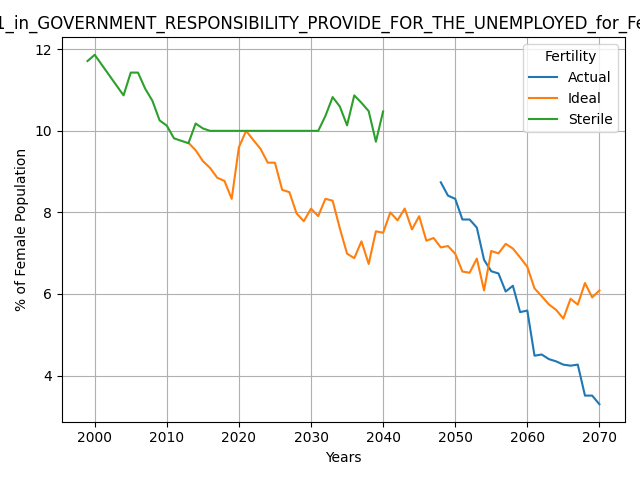 1_in_GOVERNMENT_RESPONSIBILITY_PROVIDE_FOR_THE_UNEMPLOYED_for_Fe
12
10
8
6
4
% of Female Population
Fertility
Actual
Ideal
Sterile
2000 2010 2020 2030 2040 2050 2060 2070
Years